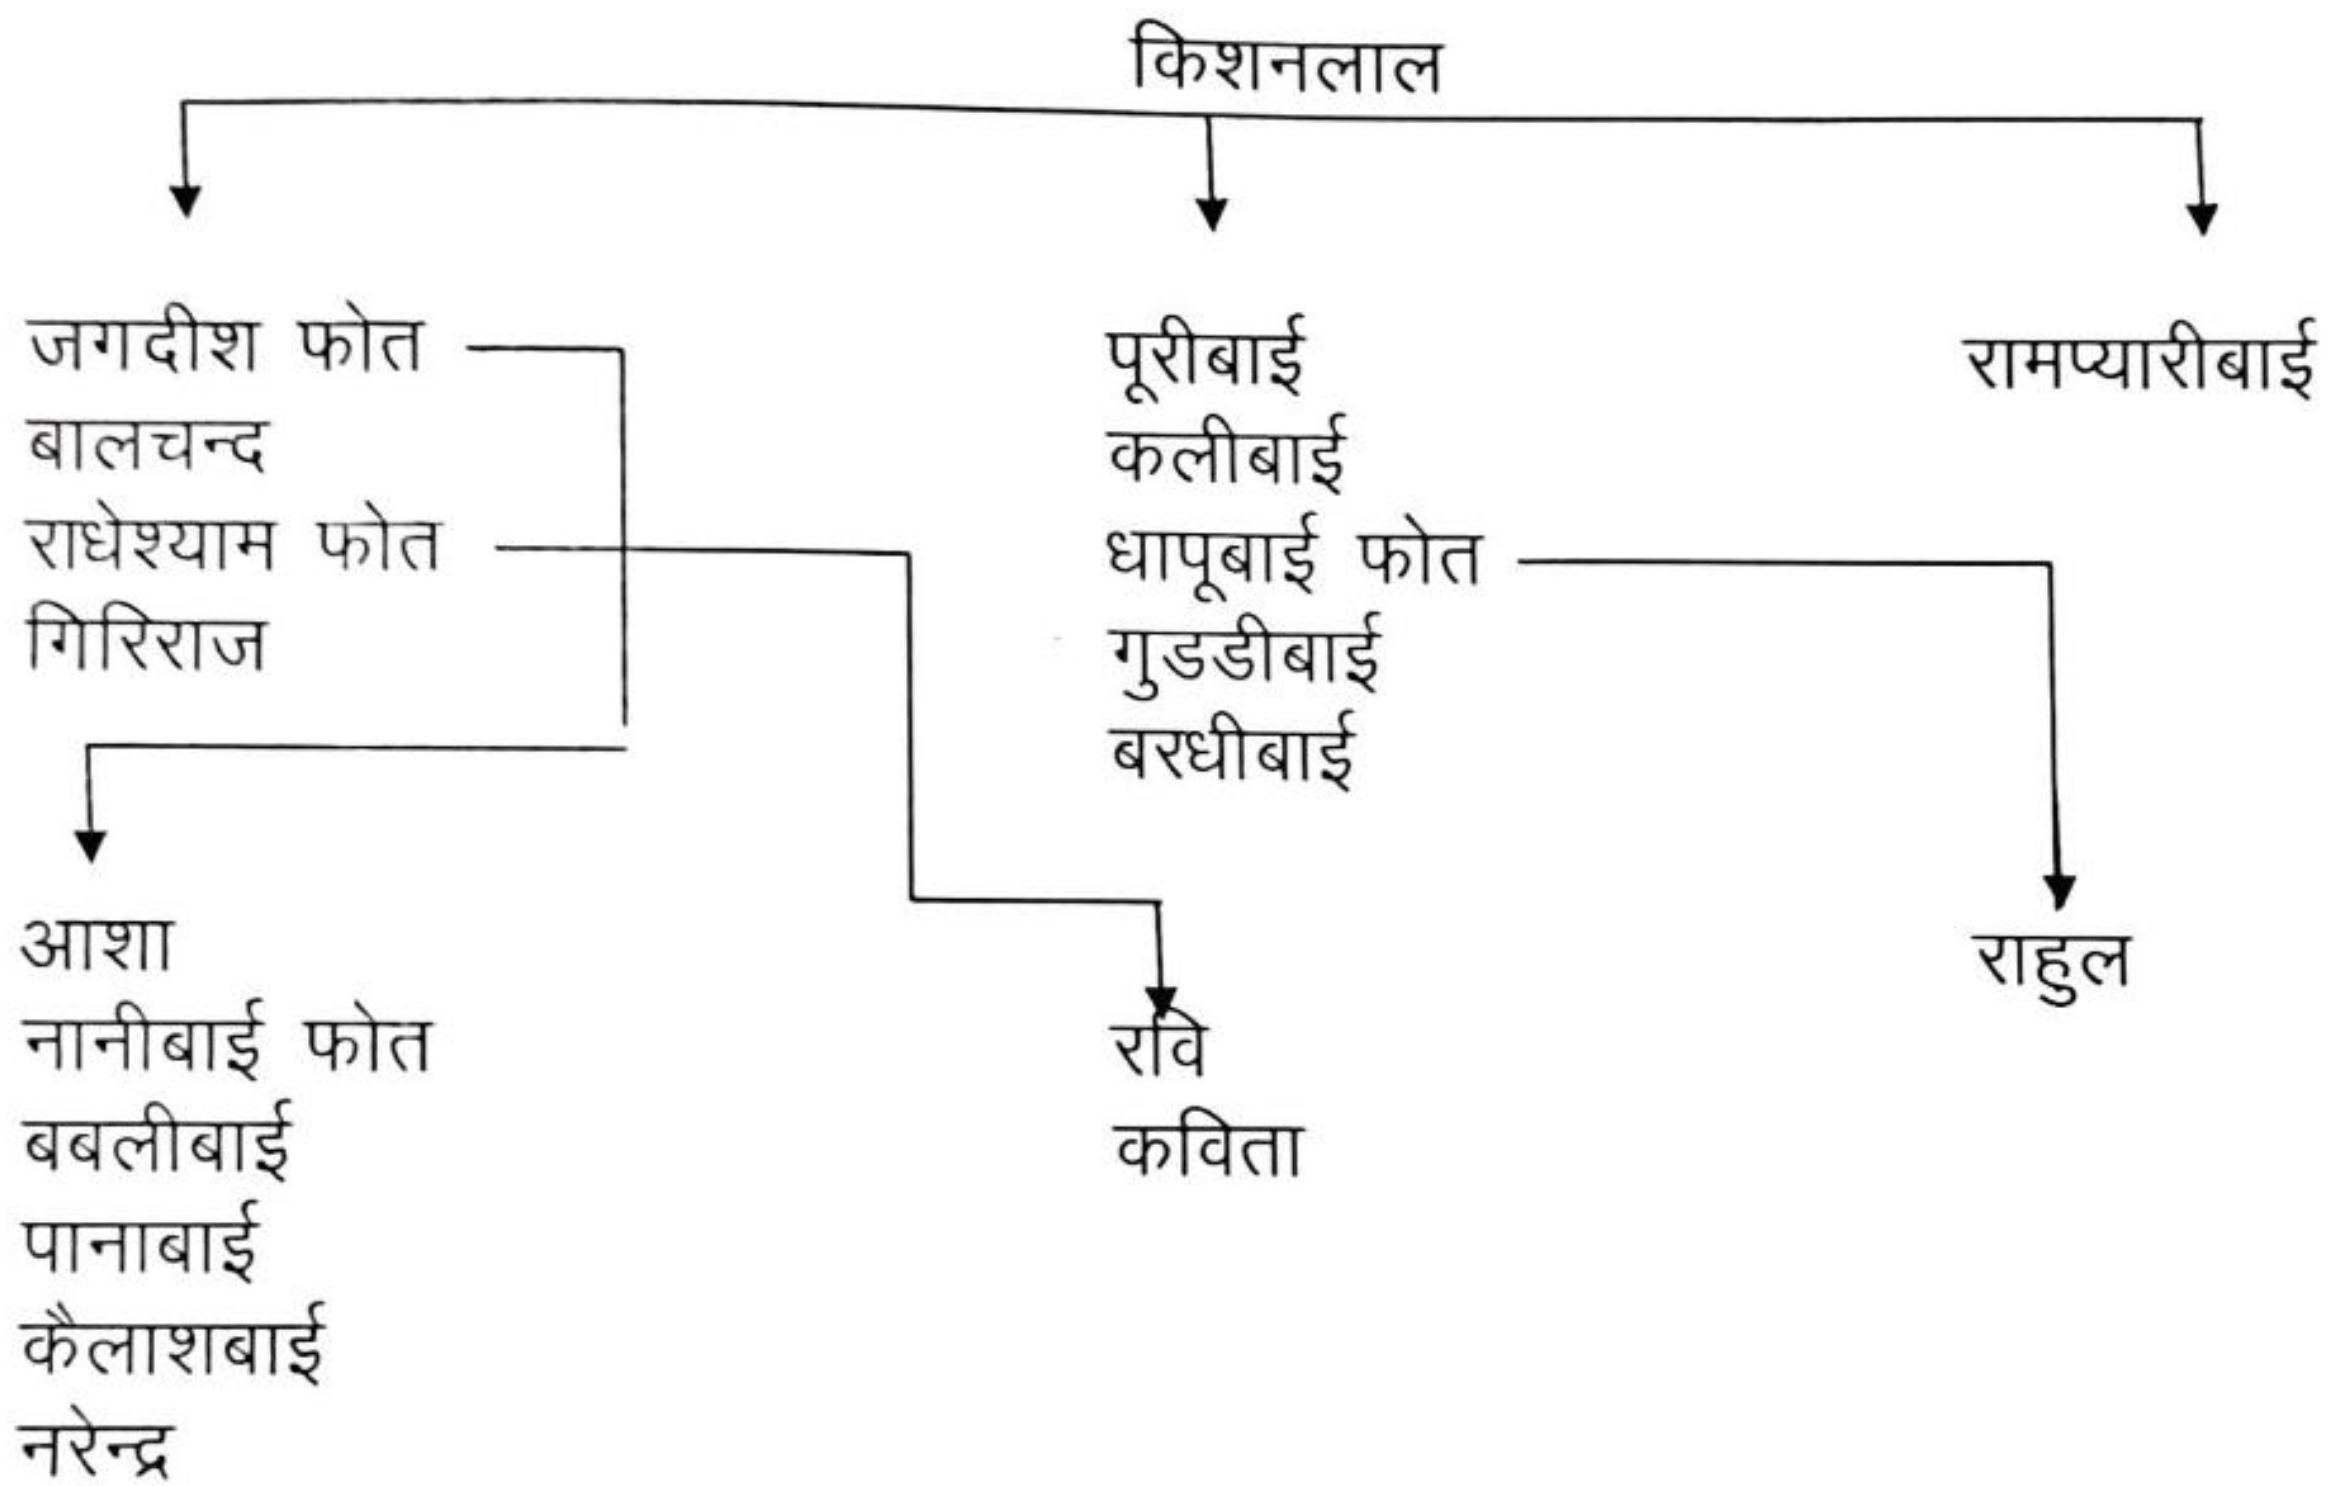 किशनलाल
जगदीश फोत
बालचन्द
राधेश्याम फोत
गिरिराज
पूरीबाई
कलीबाई
धापूबाई फोत
गुडडीबाई
बरधीबाई
रामप्यारीबाई
आशा
नानीबाई फोत
बबलीबाई
पानाबाई
कैलाशबाई
नरेन्द्र
रवि
कविता
राहुल